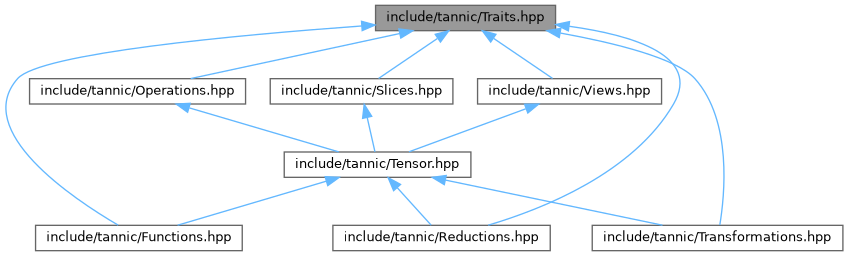 include/tannic/Traits.hpp
include/tannic/Operations.hpp
include/tannic/Slices.hpp
include/tannic/Views.hpp
include/tannic/Tensor.hpp
include/tannic/Functions.hpp
include/tannic/Reductions.hpp
include/tannic/Transformations.hpp